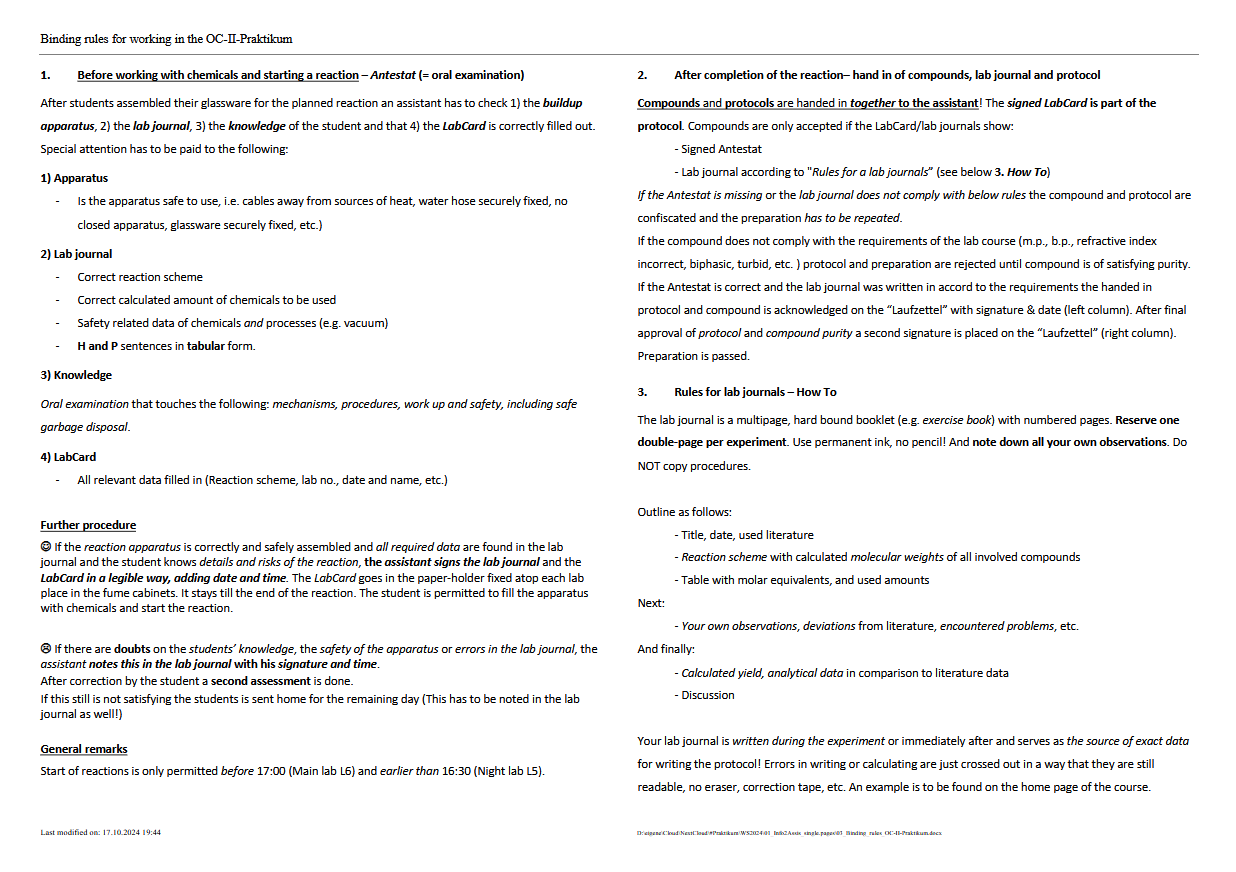 Binding rules for working in the OC-II-Praktikum
1. Before working with chemicals and starting a reaction – Antestat (= oral examination)
After students assembled their glassware for the planned reaction an assistant has to check 1) the buildup
apparatus, 2) the lab journal, 3) the knowledge of the student and that 4) the LabCard is correctly filled out.
Special attention has to be paid to the following:
1) Apparatus
- Is the apparatus safe to use, i.e. cables away from sources of heat, water hose securely fixed, no
closed apparatus, glassware securely fixed, etc.)
2) Lab journal
- Correct reaction scheme
- Correct calculated amount of chemicals to be used
- Safety related data of chemicals and processes (e.g. vacuum)
- H and P sentences in tabular form.
3) Knowledge
Oral examination that touches the following: mechanisms, procedures, work up and safety, including safe
garbage disposal.
4) LabCard
- All relevant data filled in (Reaction scheme, lab no., date and name, etc.)
Further procedure
☺ If the reaction apparatus is correctly and safely assembled and all required data are found in the lab
journal and the student knows details and risks of the reaction, the assistant signs the lab journal and the
LabCard in a legible way, adding date and time. The LabCard goes in the paper-holder fixed atop each lab
place in the fume cabinets. It stays till the end of the reaction. The student is permitted to fill the apparatus
with chemicals and start the reaction.
☹ If there are doubts on the students' knowledge, the safety of the apparatus or errors in the lab journal, the
assistant notes this in the lab journal with his signature and time.
After correction by the student a second assessment is done.
If this still is not satisfying the students is sent home for the remaining day (This has to be noted in the lab
journal as well!)
General remarks
Start of reactions is only permitted before 17:00 (Main lab L6) and earlier than 16:30 (Night lab L5).
Last modified on: 17.10.2024 19:44
2. After completion of the reaction– hand in of compounds, lab journal and protocol
Compounds and protocols are handed in together to the assistant! The signed LabCard is part of the
protocol. Compounds are only accepted if the LabCard/lab journals show:
- Signed Antestat
- Lab journal according to "Rules for a lab journals" (see below 3. How To)
If the Antestat is missing or the lab journal does not comply with below rules the compound and protocol are
confiscated and the preparation has to be repeated.
If the compound does not comply with the requirements of the lab course (m.p., b.p., refractive index
incorrect, biphasic, turbid, etc. ) protocol and preparation are rejected until compound is of satisfying purity.
If the Antestat is correct and the lab journal was written in accord to the requirements the handed in
protocol and compound is acknowledged on the "Laufzettel" with signature & date (left column). After final
approval of protocol and compound purity a second signature is placed on the "Laufzettel" (right column).
Preparation is passed.
3. Rules for lab journals – How To
The lab journal is a multipage, hard bound booklet (e.g. exercise book) with numbered pages. Reserve one
double-page per experiment. Use permanent ink, no pencil! And note down all your own observations. Do
NOT copy procedures.
Outline as follows:
- Title, date, used literature
- Reaction scheme with calculated molecular weights of all involved compounds
- Table with molar equivalents, and used amounts
Next:
- Your own observations, deviations from literature, encountered problems, etc.
And finally:
- Calculated yield, analytical data in comparison to literature data
- Discussion
Your lab journal is written during the experiment or immediately after and serves as the source of exact data
for writing the protocol! Errors in writing or calculating are just crossed out in a way that they are still
readable, no eraser, correction tape, etc. An example is to be found on the home page of the course.
D:\eigene\Cloud\NextCloud\#Praktikum\WS2024\01_Info2Assis_single.pages\03_Binding_rules_OC-II-Praktikum.docx